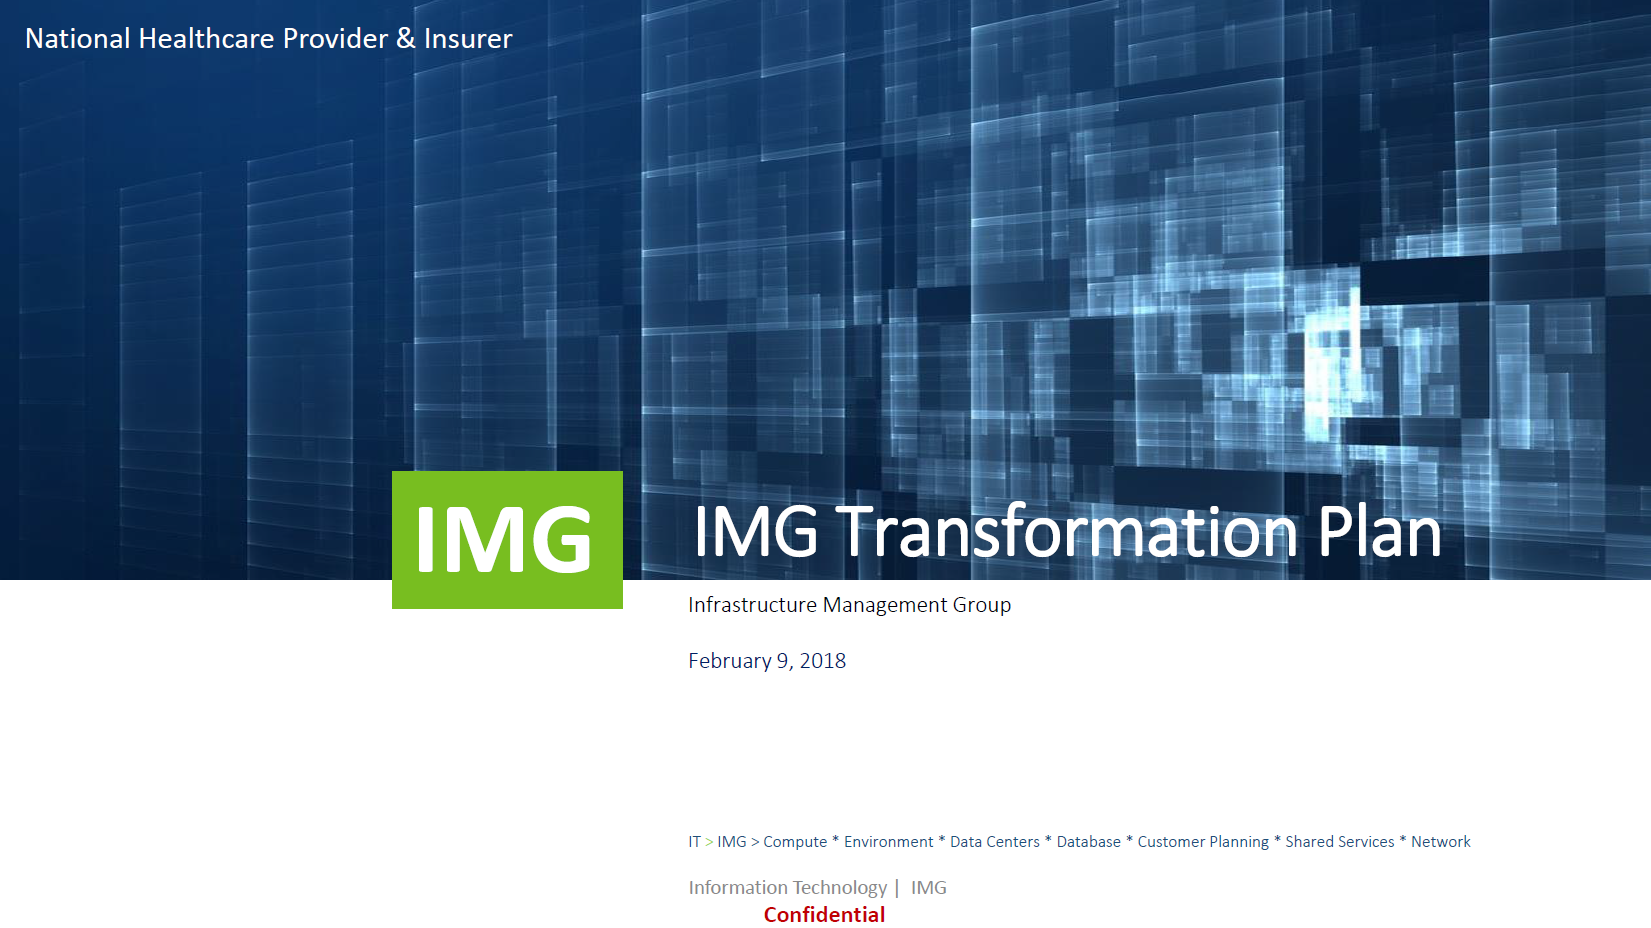 National Healthcare Provider & Insurer
IMG
IMG Transformation Plan
Infrastructure Management Group
February 9, 2018
IT > IMG > Compute * Environment * Data Centers * Database * Customer Planning * Shared Services * Network
Information Technology | IMG
Confidential